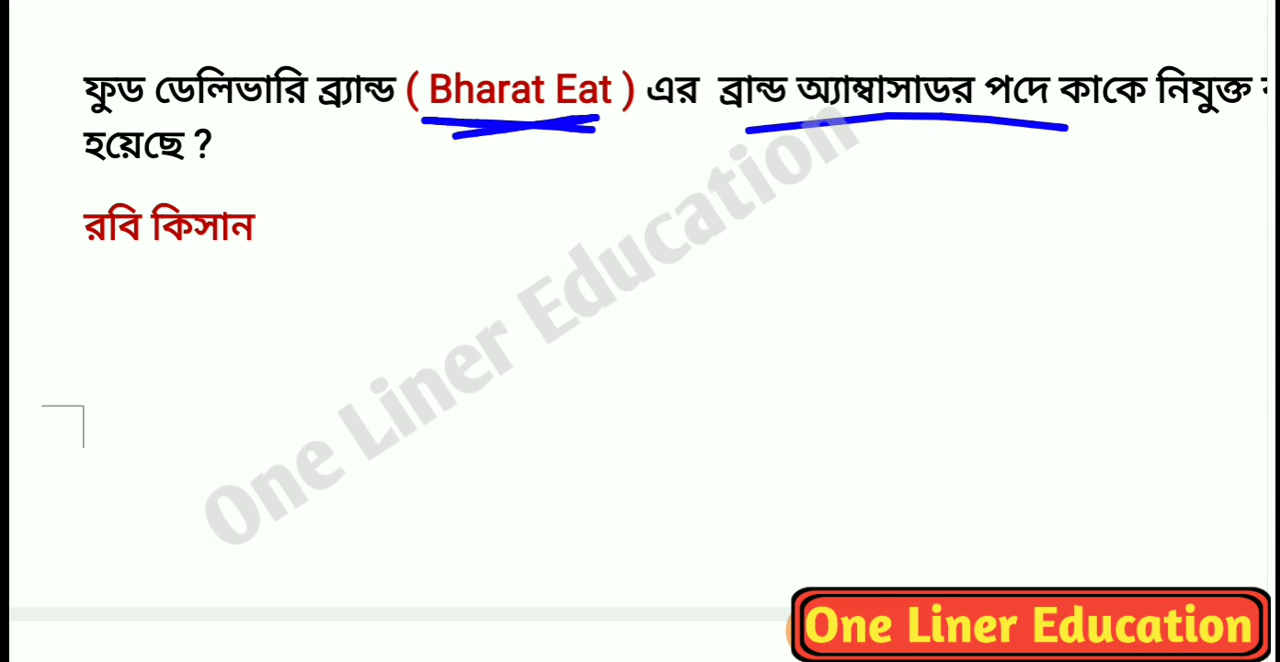 ফুড ডেলিভারি ব্র্যান্ড ( Bharat Eat ) এর ব্রান্ড অ্যাম্বাসাডর পদে কাকে নিযুক্ত
হয়েছে ?
রবি কিসান
One Liner Education
One Liner Education